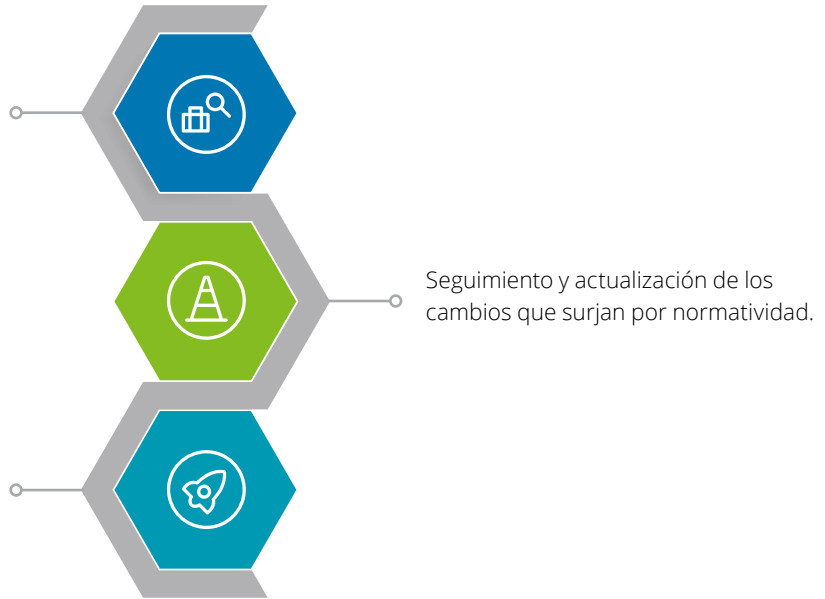 Seguimiento y actualización de los
cambios que surjan por normatividad.